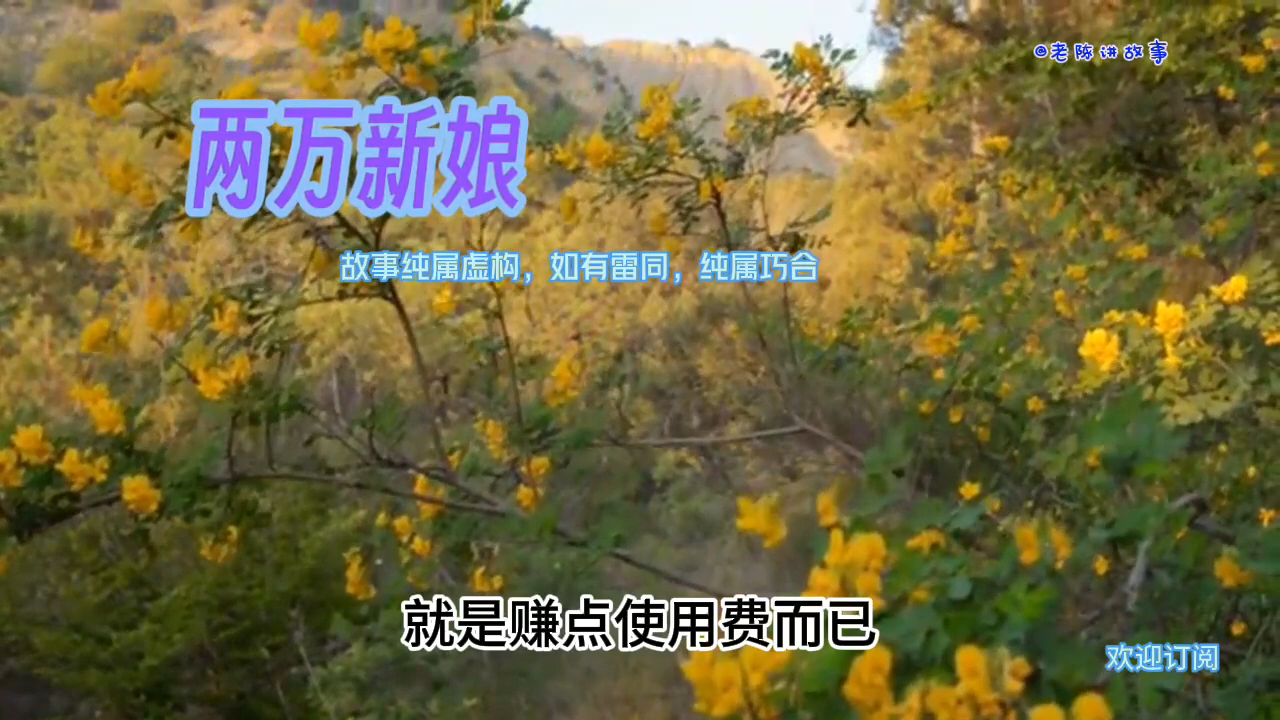 @老陈讲故事
两万新娘
故事纯属虚构，如有雷同，纯属巧合
就是赚点使用费而已
欢迎订阅